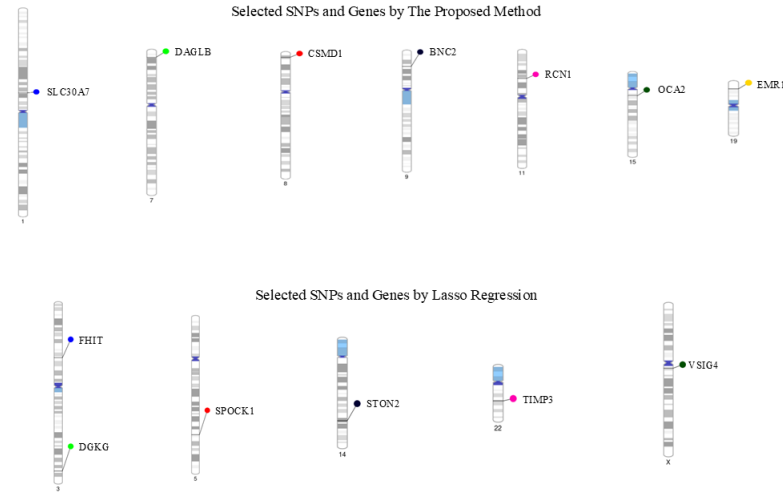 Selected SNPs and Genes by The Proposed Method
DAGLB
CSMD1
BNC2
RCN1
OCA2
EMR1
SLC30A7
1
7
8
9
11
15
19
Selected SNPs and Genes by Lasso Regression
FHIT
DGKG
SPOCK1
STON2
TIMP3
VSIG4
3
5
14
22
X